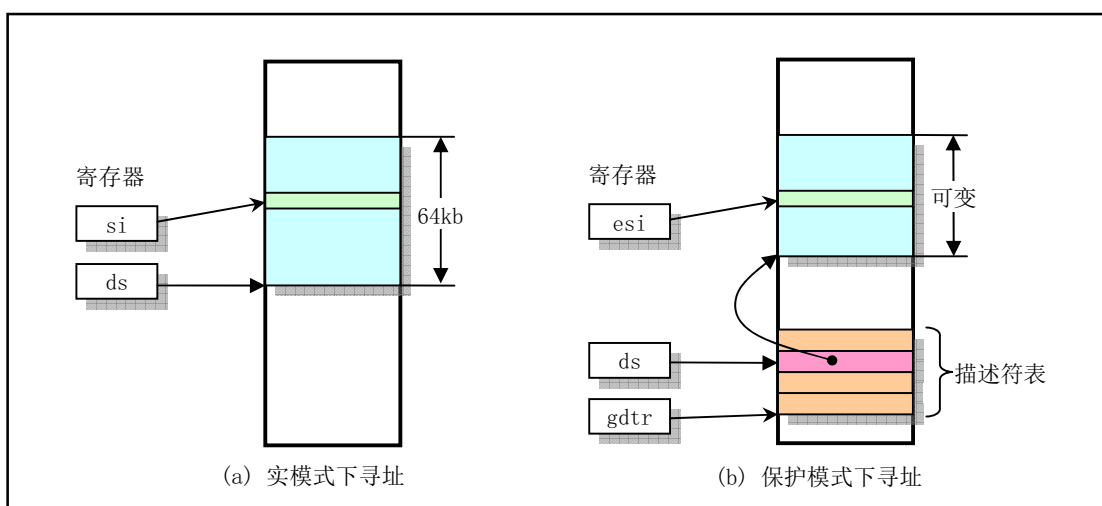 寄存器
si
ds
64kb
(a) 实模式下寻址
寄存器
esi
可变
ds
gdtr
描述符表
(b) 保护模式下寻址